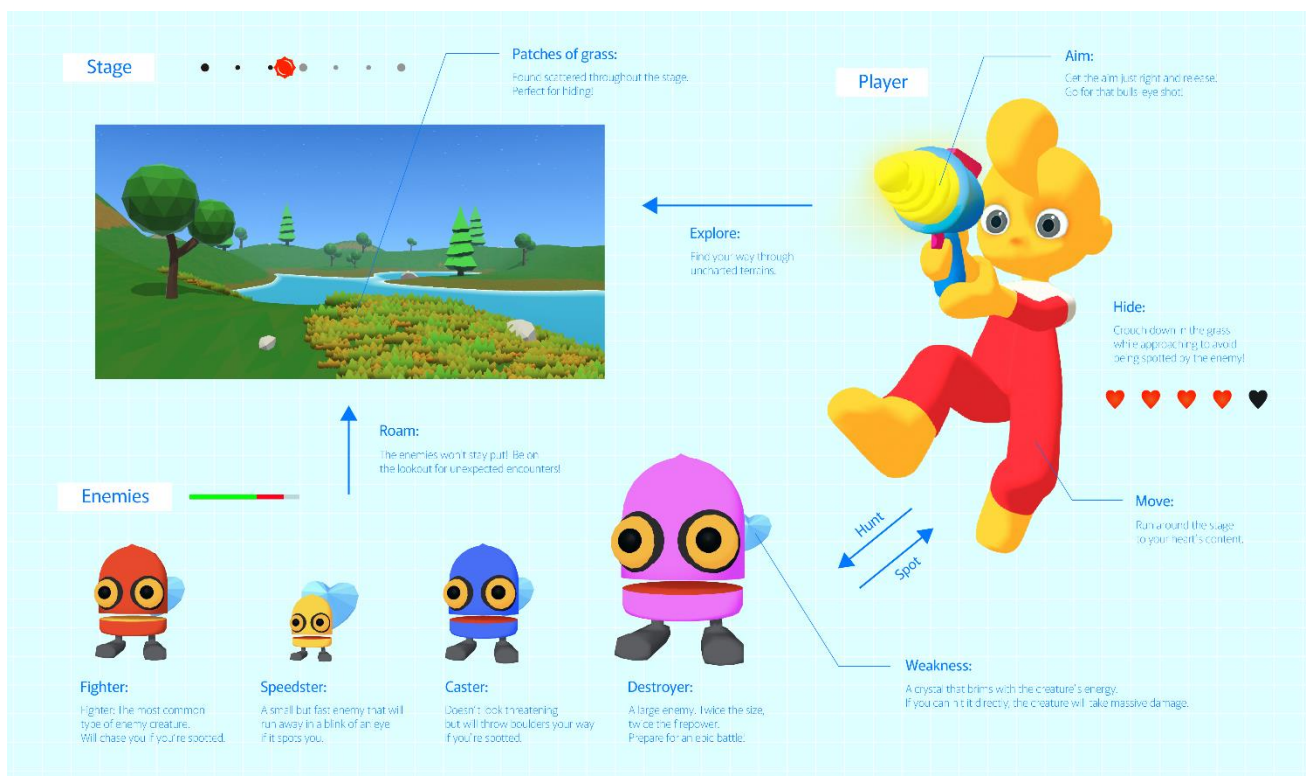 Stage
Patches of grass:
Found scattered throughout the stage.
Perfect for hiding!
Player
Aim:
Get the aim just right and release.
Go for that bulls-eye shot.
Explore:
Find your way through
uncharted terrains.
Hide:
Crouch down in the grass
while approaching to avoid
being spotted by the enemy!
Roam:
The enemies won't stay put! Be on
the lookout for unexpected encounters!
Enemies
Hunt
Spot
Move:
Run around the stage
to your heart's content.
Fighter:
Fighter: The most common
type of enemy creature.
Will chase you if you're spotted.
Speedster:
A small but fast enemy that will
run away in a blink of an eye
if it spots you.
Caster:
Doesn't look threatening
but will throw boulders your way
if you're spotted.
Destroyer:
A large enemy. Twice the size,
twice the firepower.
Prepare for an epic battle!
Weakness:
A crystal that brims with the creature's energy.
If you can hit it directly, the creature will take massive damage.